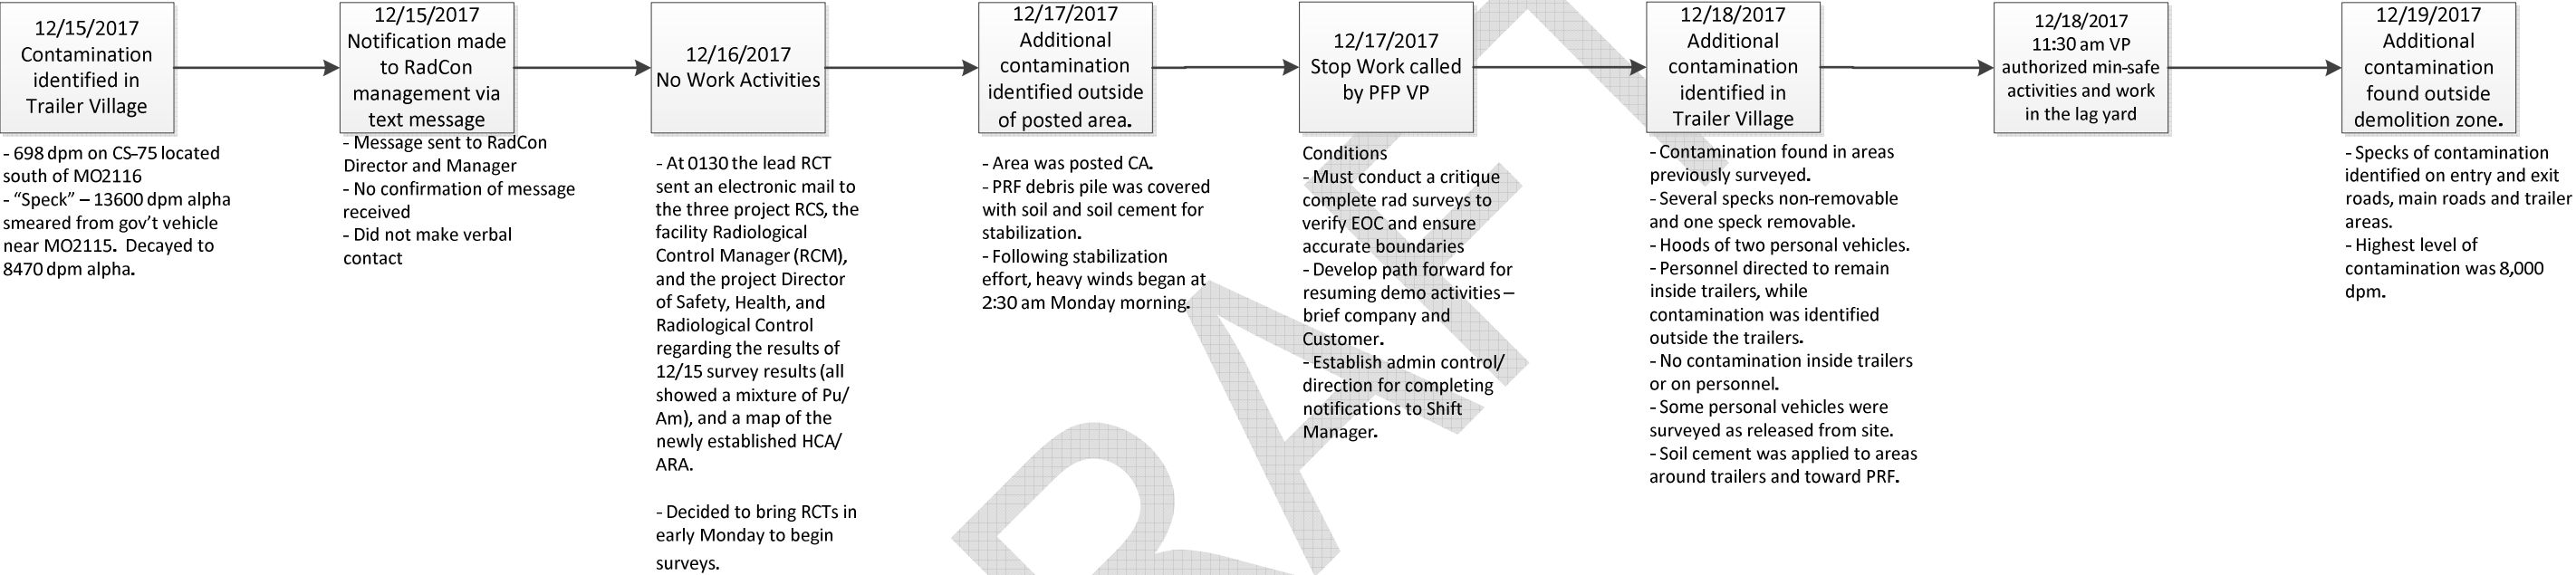 12/15/2017
Contamination
identified in
Trailer Village
- 698 dpm on CS-75 located
south of MO2116
- “Speck” – 13600 dpm alpha
smeared from gov’t vehicle
near MO2115.  Decayed to
8470 dpm alpha.
12/15/2017
Notification made
to RadCon
management via
text message
- Message sent to RadCon
Director and Manager
- No confirmation of message
received
- Did not make verbal
contact
12/16/2017
No Work Activities
- At 0130 the lead RCT
sent an electronic mail to
the three project RCS, the
facility Radiological
Control Manager (RCM),
and the project Director
of Safety, Health, and
Radiological Control
regarding the results of
12/15 survey results (all
showed a mixture of Pu/
Am), and a map of the
newly established HCA/
ARA.
- Decided to bring RCTs in
early Monday to begin
surveys.
12/17/2017
Additional
contamination
identified outside
of posted area.
- Area was posted CA.
- PRF debris pile was covered
with soil and soil cement for
stabilization.
- Following stabilization
effort, heavy winds began at
2:30 am Monday morning.
12/17/2017
Stop Work called
by PFP VP
Conditions
- Must conduct a critique
complete rad surveys to
verify EOC and ensure
accurate boundaries
- Develop path forward for
resuming demo activities –
brief company and
Customer.
- Establish admin control/
direction for completing
notifications to Shift
Manager.
12/18/2017
Additional
contamination
identified in
Trailer Village
- Contamination found in areas
previously surveyed.
- Several specks non-removable
and one speck removable.
- Hoods of two personal vehicles.
- Personnel directed to remain
inside trailers, while
contamination was identified
outside the trailers.
- No contamination inside trailers
or on personnel.
- Some personal vehicles were
surveyed as released from site.
- Soil cement was applied to areas
around trailers and toward PRF.
12/18/2017
11:30 am VP
authorized min-safe
activities and work
in the lag yard
12/19/2017
Additional
contamination
found outside
demolition zone.
- Specks of contamination
identified on entry and exit
roads, main roads and trailer
areas.
- Highest level of
contamination was 8,000
dpm.